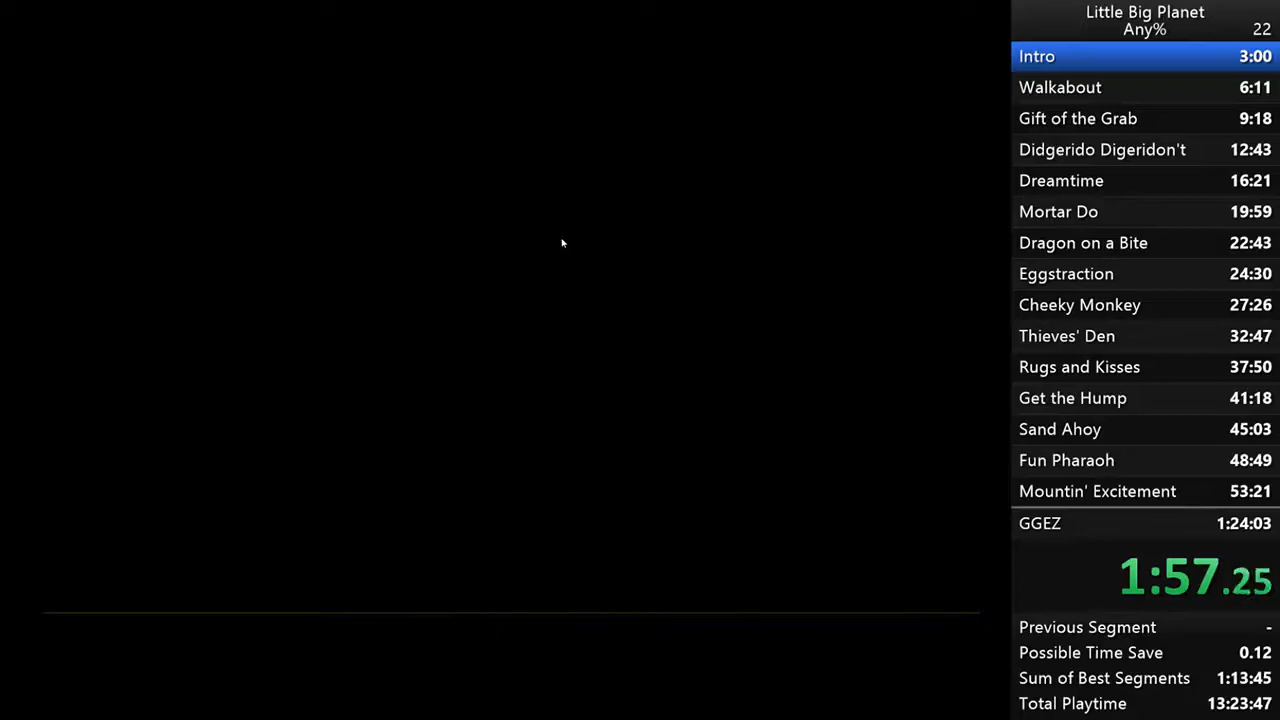 Little Big Planet
Any% 22
Intro 3:00
Walkabout 6:11
Gift of the Grab 9:18
Didgerido Digeridon't 12:43
Dreamtime 16:21
Mortar Do 19:59
Dragon on a Bite 22:43
Eggstraction 24:30
Cheeky Monkey 27:26
Thieves' Den 32:47
Rugs and Kisses 37:50
Get the Hump 41:18
Sand Ahoy 45:03
Fun Pharaoh 48:49
Mountin' Excitement 53:21
GGEZ 1:24:03
1:57.25
Previous Segment -
Possible Time Save 0.12
Sum of Best Segments 1:13:45
Total Playtime 13:23:47